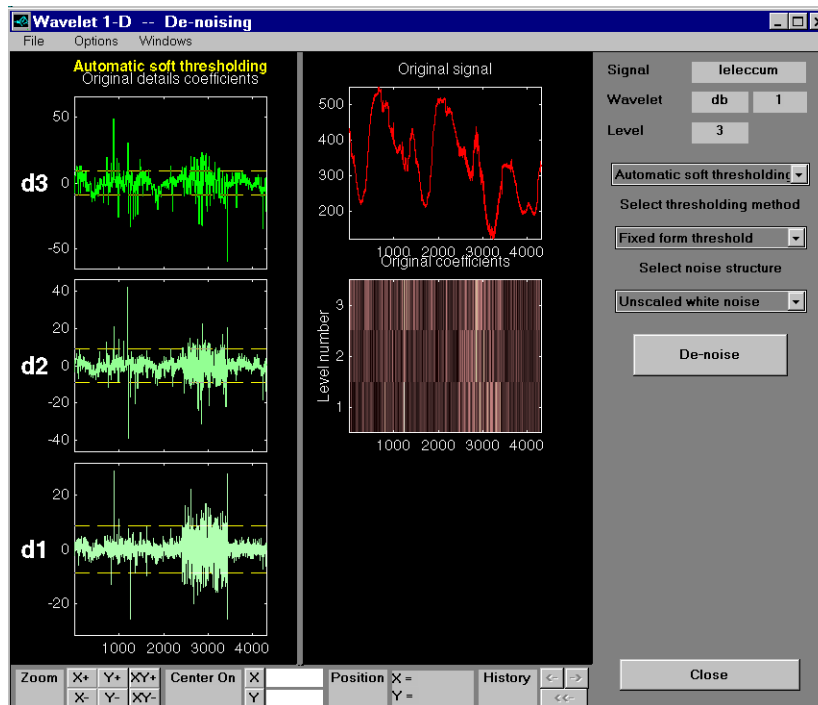 Wavelet 1-D -- De-noising
File Options Windows
Automatic soft thresholding
Original details coefficients
50
0
-50
d3
40
20
0
-20
-40
d2
20
0
-20
d1
1000 2000 3000 4000
Original signal
500
400
300
200
1000 2000 3000 4000
Original coefficients
Level number
3
2
1
1000 2000 3000 4000
Signal leleccum
Wavelet db 1
Level 3
Automatic soft thresholding
Select thresholding method
Fixed form threshold
Select noise structure
Unscaled white noise
De-noise
Close
Zoom X+ Y+ XY+ Center On X Position X = History <- ->
X- Y- XY- Y Y = <<-